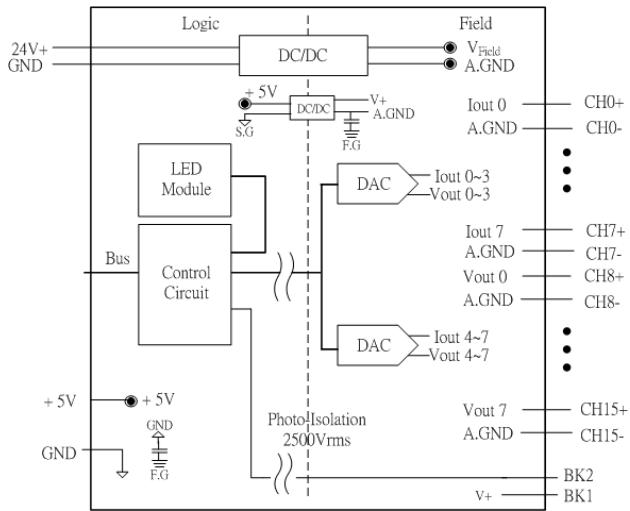 Logic
Field
24V+
GND
DC/DC
VField
A.GND
+ 5V
S.G
DC/DC
V+
A.GND
F.G
Iout 0
CH0+
A.GND
CH0-
LED
Module
DAC
Iout 0~3
Vout 0~3
Bus
Control
Circuit
Iout 7
CH7+
A.GND
CH7-
Vout 0
CH8+
A.GND
CH8-
DAC
Iout 4~7
Vout 4~7
+ 5V
+ 5V
GND
GND
F.G
Photo-Isolation
2500Vrms
Vout 7
CH15+
A.GND
CH15-
BK2
V+
BK1